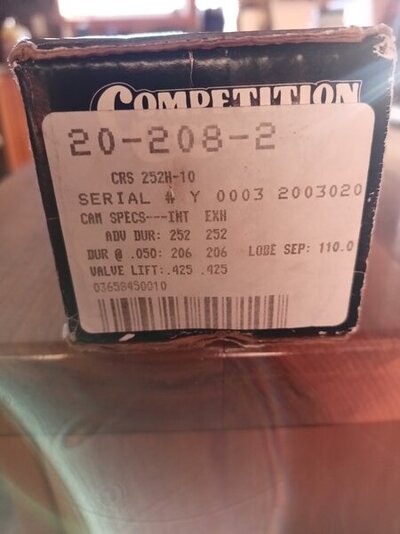 COMPETITION
20-208-2
CRS 252H-10
SERIAL # Y 0003 2003020
CAM SPECS---INT EXH
ADV DUR: 252 252
DUR @ .050: 206 206 LOBE SEP: 110.0
VALVE LIFT:.425 .425
03658450010